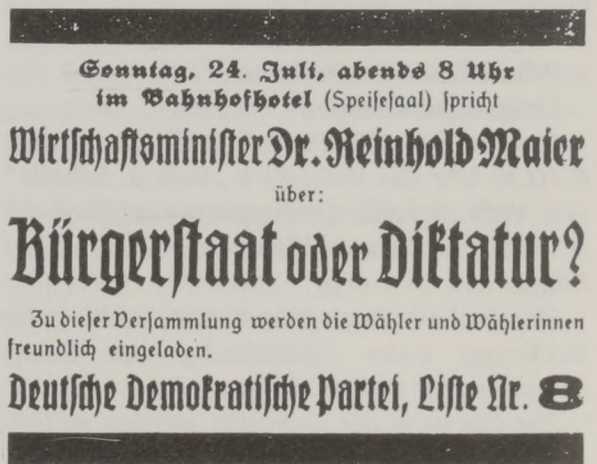 Sonntag, 24. Juli, abends 8 Uhr
im Bahnhofhotel (Speisesaal) spricht
Wirtschaftsminister Dr. Reinhold Maier
über:
Bürgerstaat oder Diktatur?
Zu dieser Versammlung werden die Wähler und Wählerinnen
freundlich eingeladen.
Deutsche Demokratische Partei, Liste Nr. 8